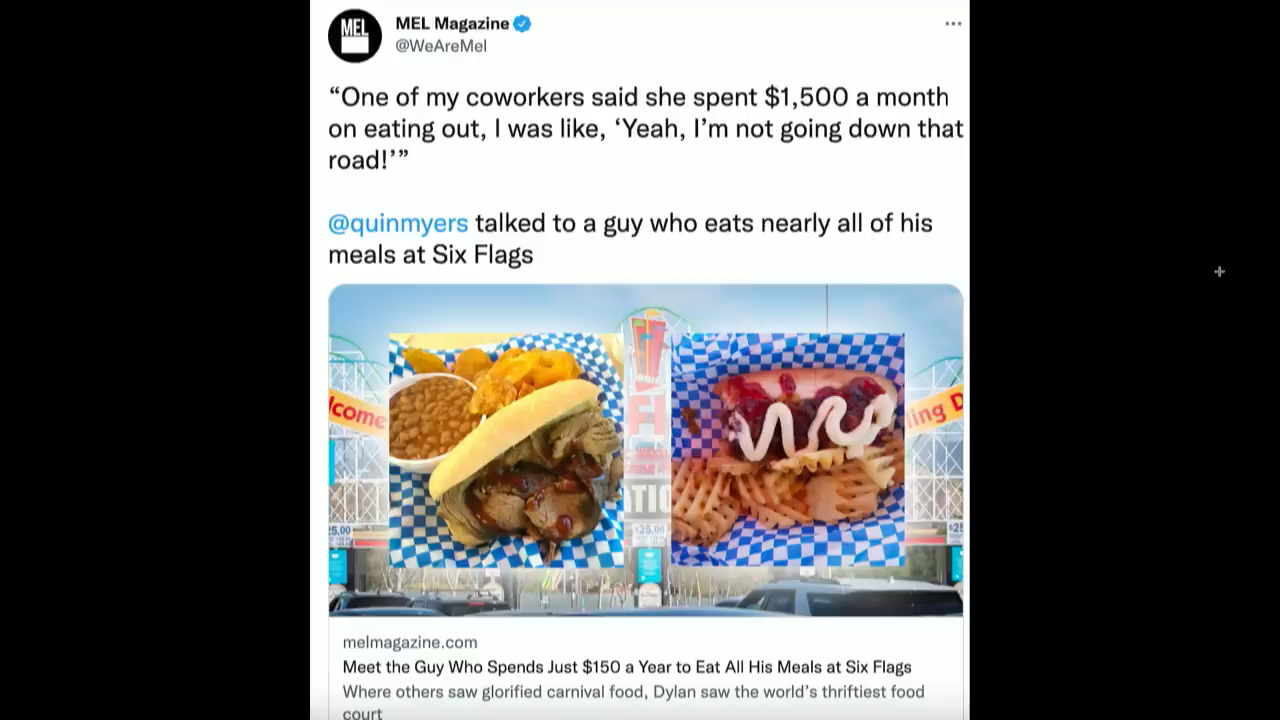 MEL
MEL Magazine
@WeAreMel
“One of my coworkers said she spent $1,500 a month
on eating out, I was like, ‘Yeah, I’m not going down that
road!’”
@quinmyers talked to a guy who eats nearly all of his
meals at Six Flags
lcome
ing D
$25.00
melmagazine.com
Meet the Guy Who Spends Just $150 a Year to Eat All His Meals at Six Flags
Where others saw glorified carnival food, Dylan saw the world’s thriftiest food
court